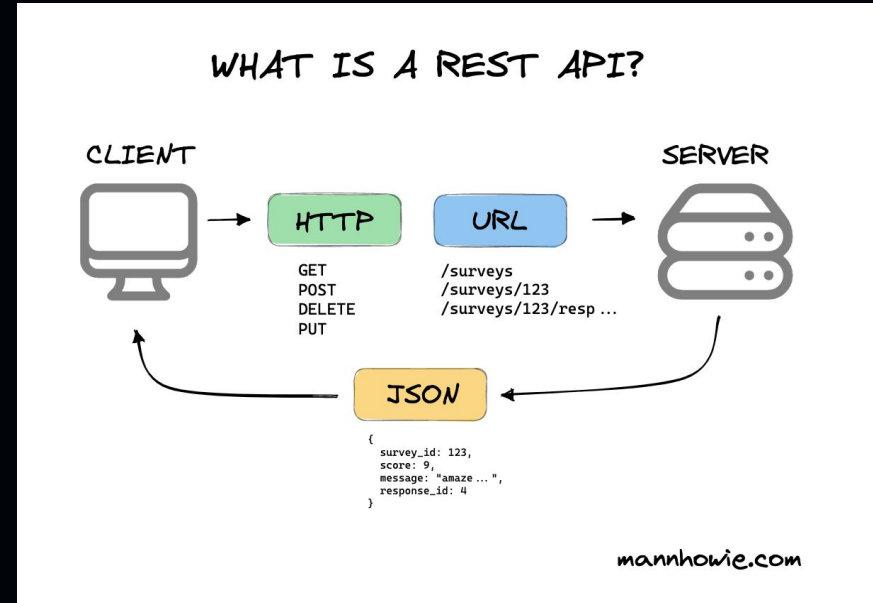 WHAT IS A REST API?
CLIENT
SERVER
HTTP
URL
GET
POST
DELETE
PUT
/surveys
/surveys/123
/surveys/123/resp...
JSON
{
survey_id: 123,
score: 9,
message: "amaze...",
response_id: 4
}
mannhowie.com